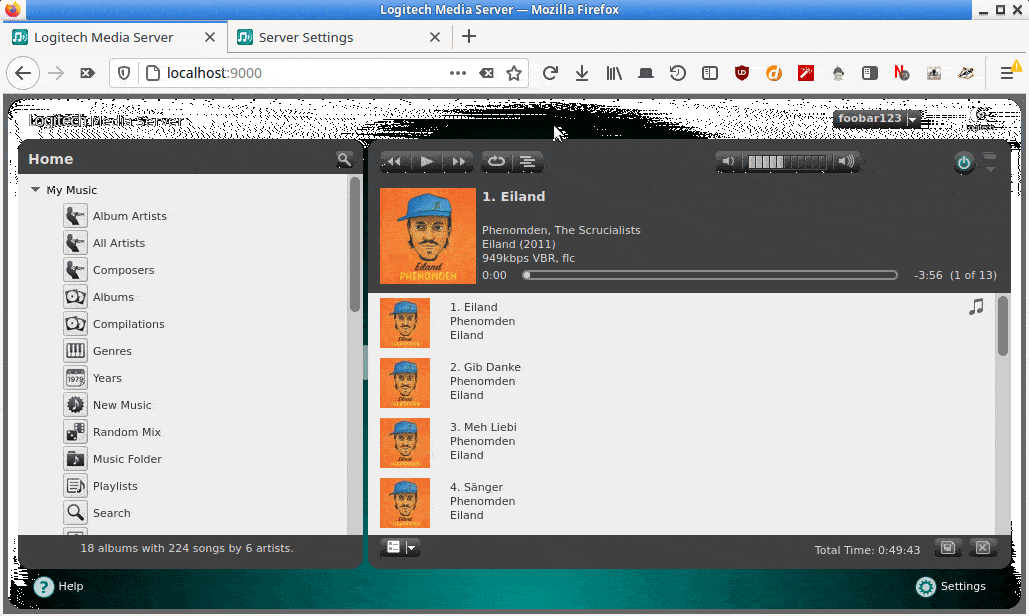 Logitech Media Server — Mozilla Firefox
Logitech Media Server
Server Settings
localhost:9000
Logitech Media Server
foobar123
Home
My Music
Album Artists
All Artists
Composers
Albums
Compilations
Genres
1979
Years
New Music
Random Mix
Music Folder
Playlists
Search
18 albums with 224 songs by 6 artists.
1. Eiland
Phenomden, The Scrucialists
Eiland (2011)
949kbps VBR, flc
0:00
-3:56 (1 of 13)
Eiland
PHENOMDEN
1. Eiland
Phenomden
Eiland
2. Gib Danke
Phenomden
Eiland
3. Meh Liebi
Phenomden
Eiland
4. Sänger
Phenomden
Eiland
Total Time: 0:49:43
? Help
Settings